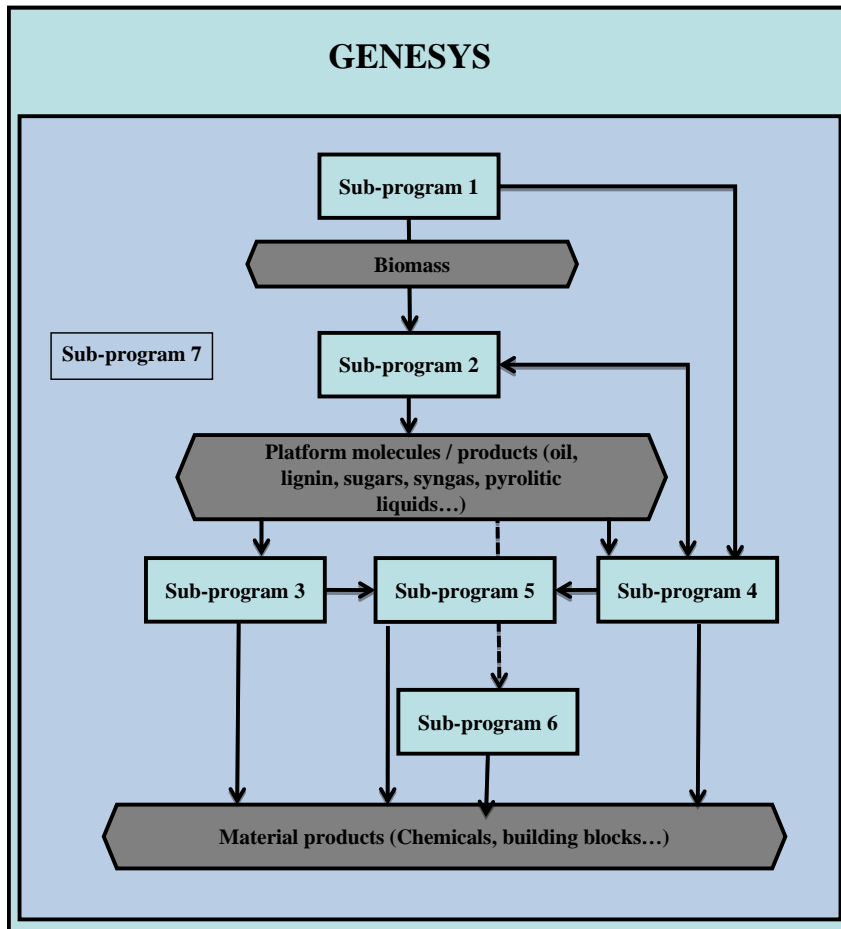 GENESYS
Sub-program 1
Biomass
Sub-program 7
Sub-program 2
Platform molecules / products (oil,
lignin, sugars, syngas, pyrolitic
liquids…)
Sub-program 3
Sub-program 5
Sub-program 4
Sub-program 6
Material products (Chemicals, building blocks…)